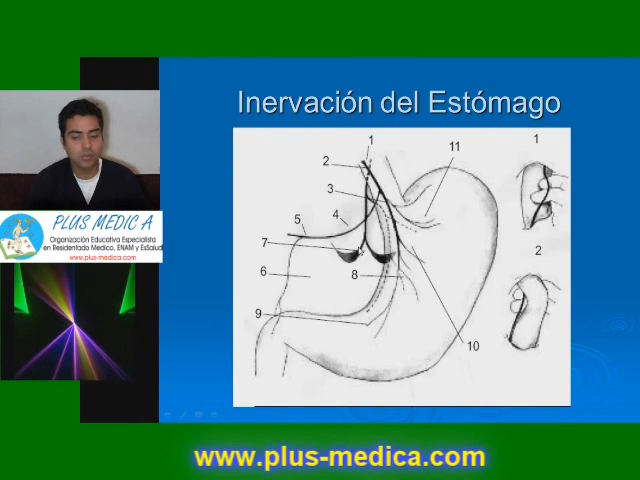 Inervación del Estómago
PLUS MEDIC A
Organización Educativa Especialista
en Residentado Medico, ENAM y EsSalud
www.plus-medica.com
1
2
3
4
5
6
7
8
9
10
11
1
2
www.plus-medica.com